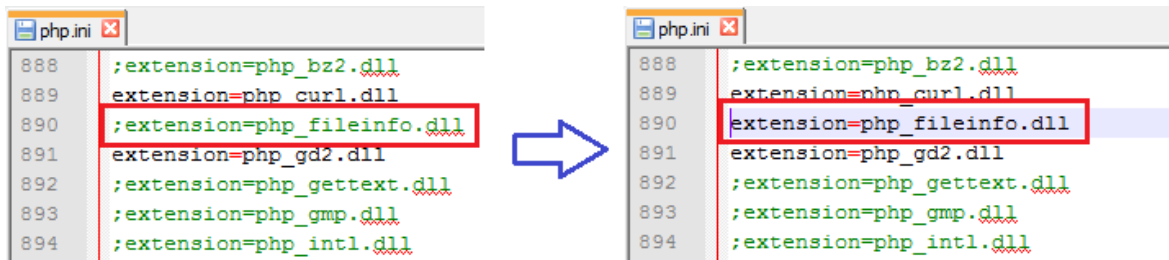 php.ini
888 ;extension=php_bz2.dll
889 extension=php_curl.dll
890 ;extension=php_fileinfo.dll
891 extension=php_gd2.dll
892 ;extension=php_gettext.dll
893 ;extension=php_gmp.dll
894 ;extension=php_intl.dll
php.ini
888 ;extension=php_bz2.dll
889 extension=php_curl.dll
890 extension=php_fileinfo.dll
891 extension=php_gd2.dll
892 ;extension=php_gettext.dll
893 ;extension=php_gmp.dll
894 ;extension=php_intl.dll